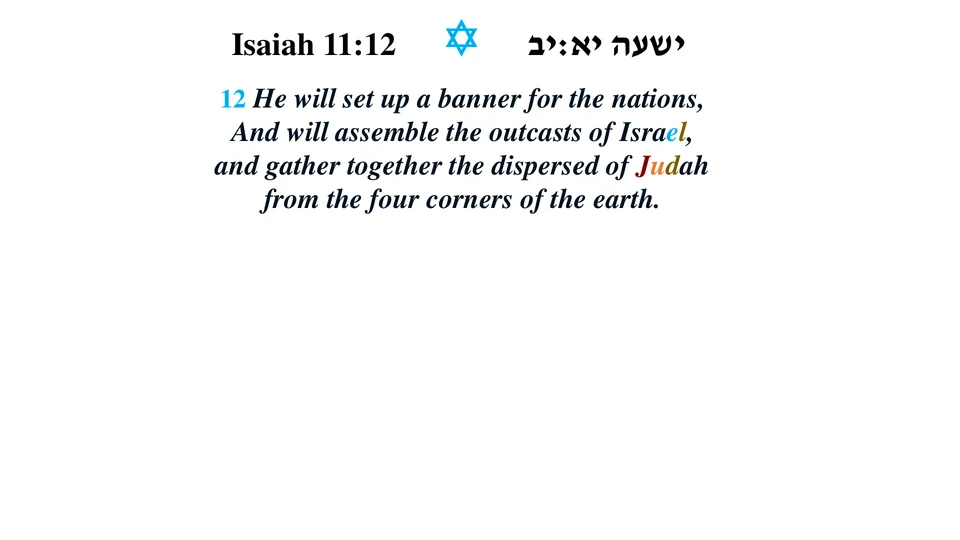 Isaiah 11:12 ✡ ישעה יא:יב
12 He will set up a banner for the nations,
And will assemble the outcasts of Israel,
and gather together the dispersed of Judah
from the four corners of the earth.